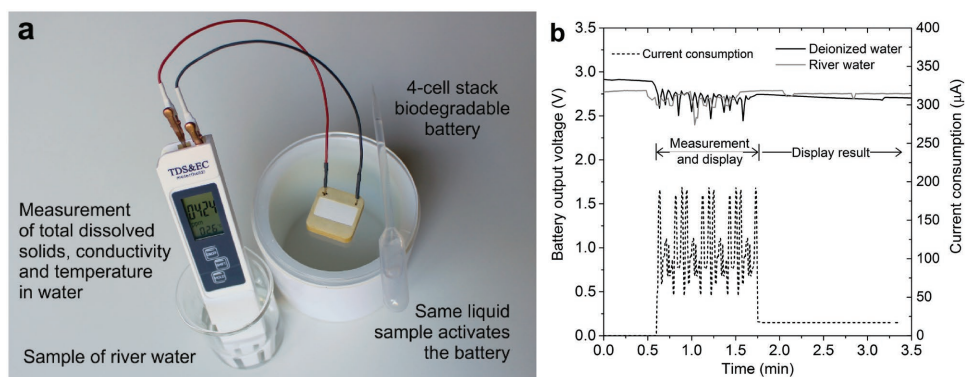 a
4-cell stack
biodegradable
battery
TDS&EC
Measurement
of total dissolved
solids, conductivity
and temperature
in water
Same liquid
sample activates
the battery
Sample of river water
b
Current consumption
Deionized water
River water
Measurement
and display
Display result
Battery output voltage (V)
3.5
3.0
2.5
2.0
1.5
1.0
0.5
0.0
Current consumption (µA)
400
350
300
250
200
150
100
50
0
0.0 0.5 1.0 1.5 2.0 2.5 3.0 3.5
Time (min)